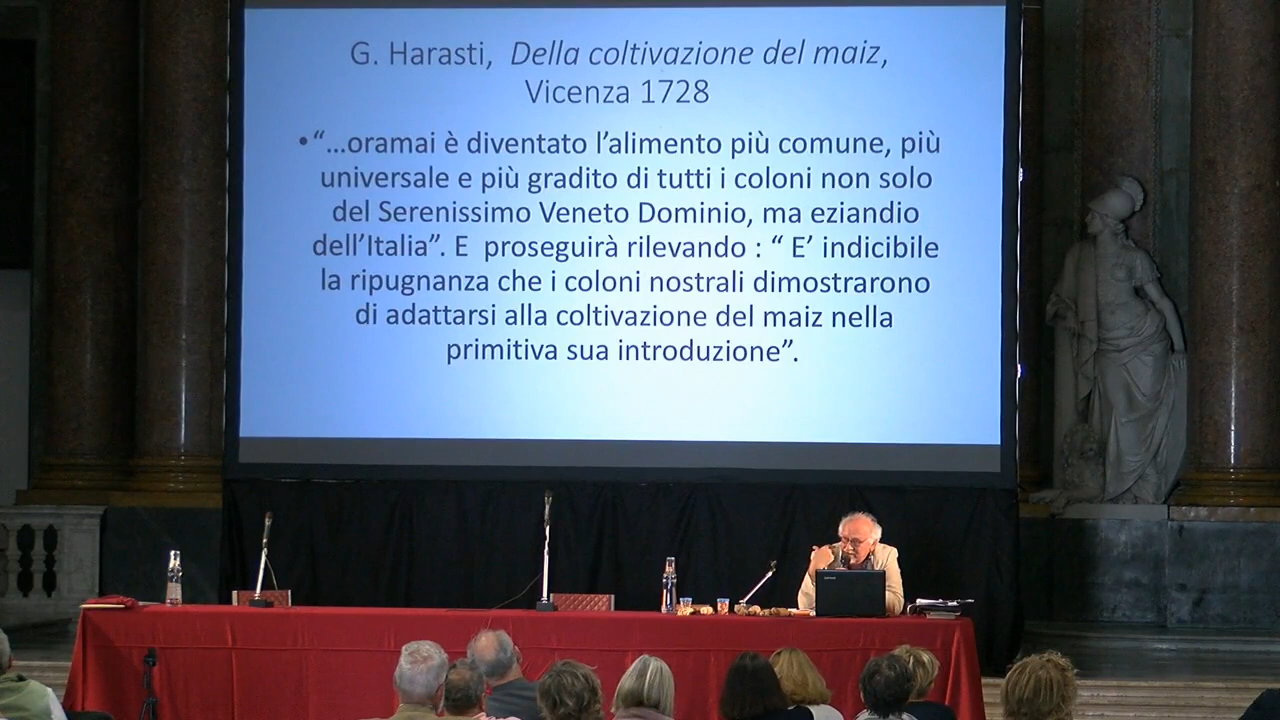 G. Harasti, Della coltivazione del maiz,
Vicenza 1728
• “...oramai è diventato l’alimento più comune, più
universale e più gradito di tutti i coloni non solo
del Serenissimo Veneto Dominio, ma eziandio
dell’Italia”. E proseguirà rilevando : “ E’ indicibile
la ripugnanza che i coloni nostrali dimostrarono
di adattarsi alla coltivazione del maiz nella
primitiva sua introduzione”.